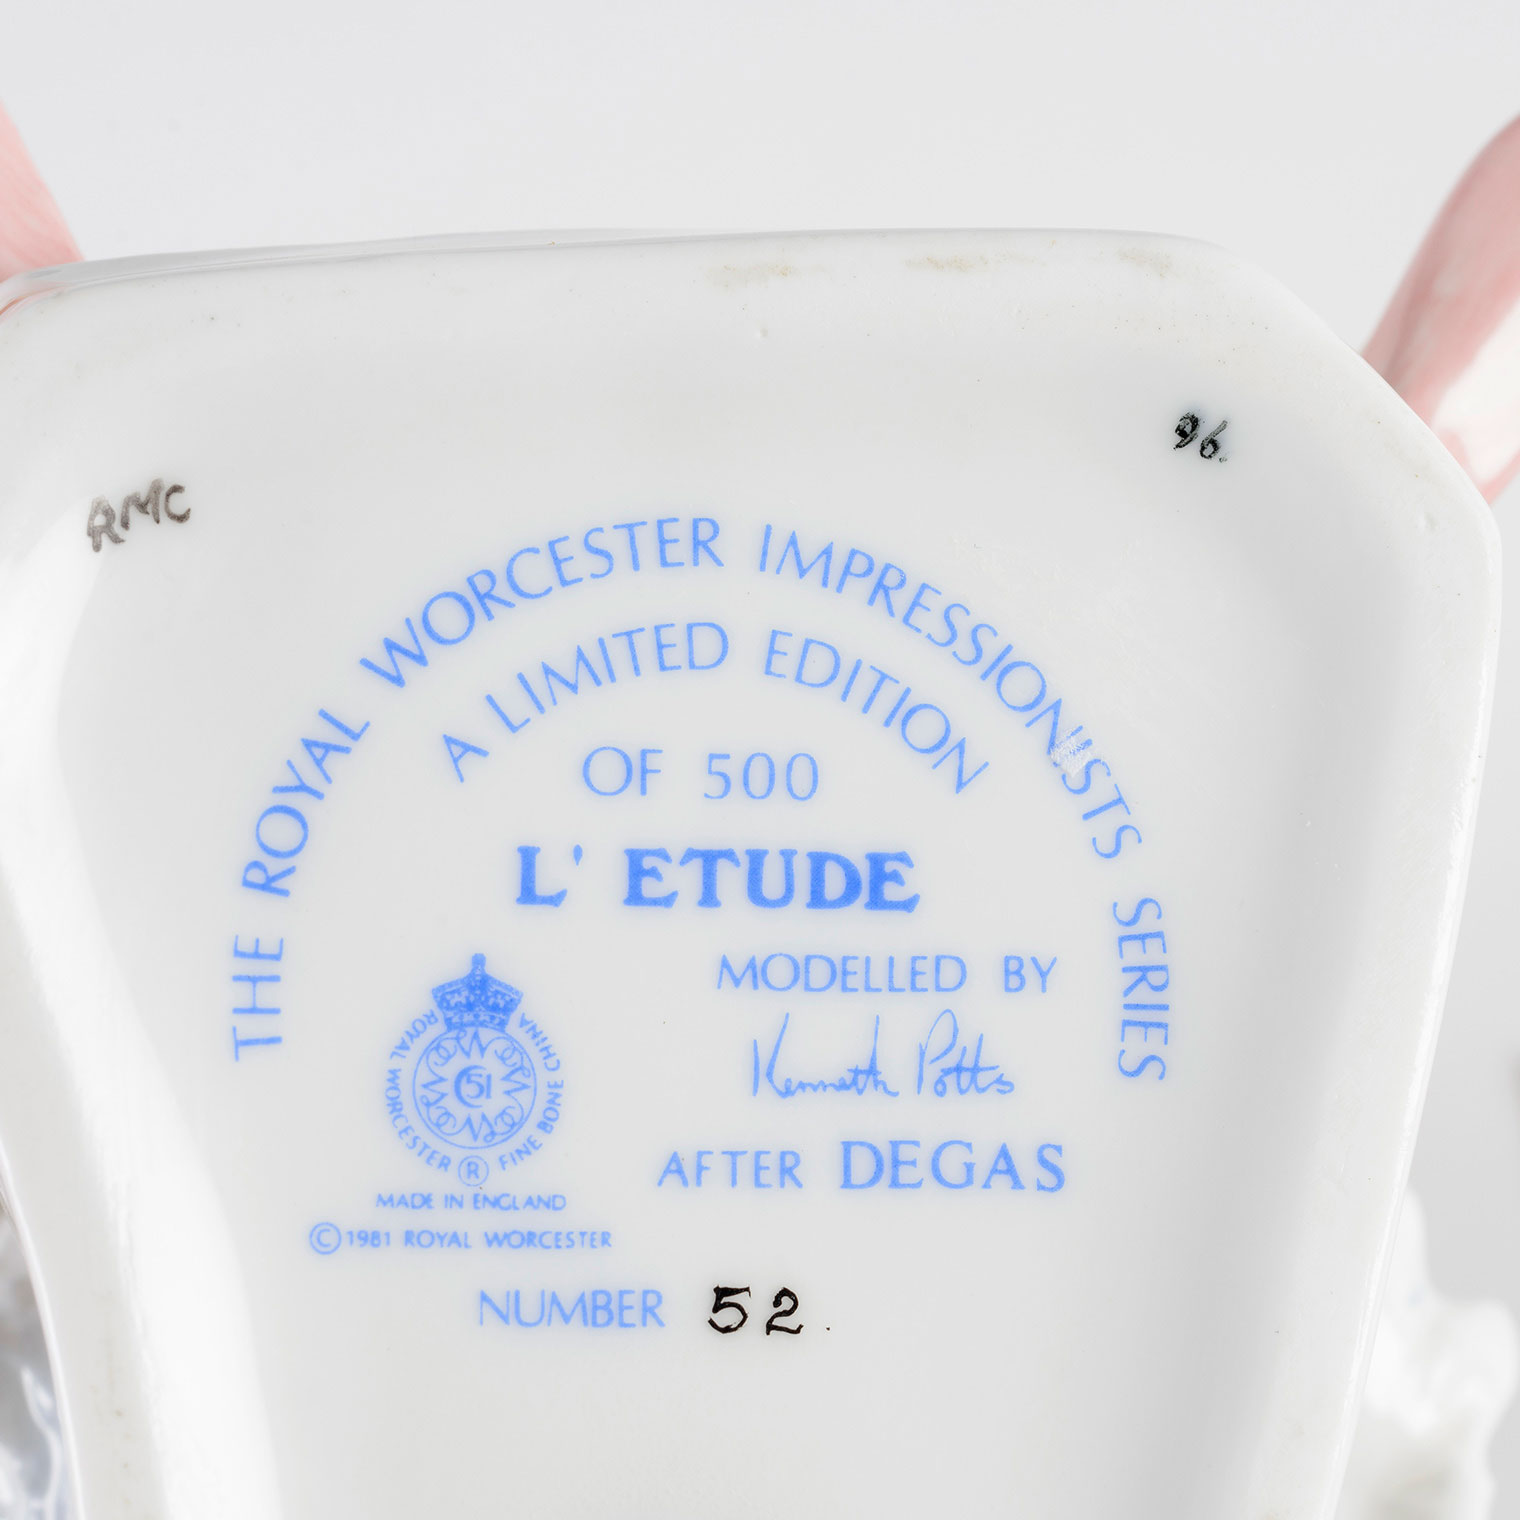 96.
RMC
THE ROYAL WORCESTER IMPRESSIONISTS SERIES
A LIMITED EDITION
OF 500
L' ETUDE
MODELLED BY
Kenneth Potts
AFTER DEGAS
ROYAL WORCESTER ® FINE BONE CHINA
51
MADE IN ENGLAND
© 1981 ROYAL WORCESTER
NUMBER 52.